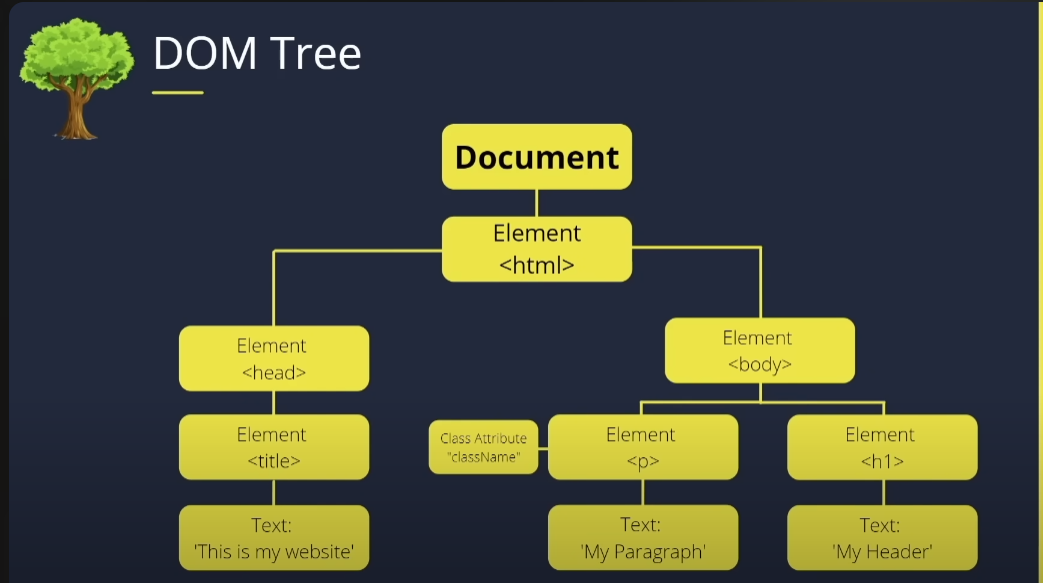 DOM Tree
Document
Element
<html>
Element
<head>
Element
<body>
Element
<title>
Class Attribute
"className"
Element
<p>
Element
<h1>
Text:
'This is my website'
Text:
'My Paragraph'
Text:
'My Header'